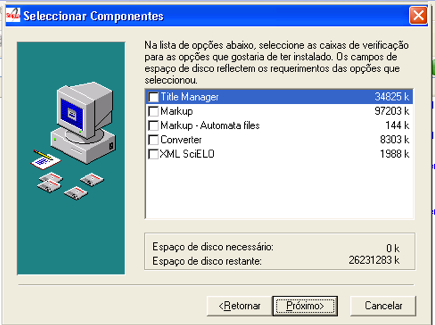 Seleccionar Componentes
Na lista de opções abaixo, seleccione as caixas de verificação
para as opções que gostaria de ter instalado. Os campos de
espaço de disco reflectem os requerimentos das opções que
seleccionou.
Title Manager 34825 k
Markup 97203 k
Markup - Automata files 144 k
Converter 8303 k
XML SciELO 1988 k
Espaço de disco necessário: 0 k
Espaço de disco restante: 26231283 k
<Retornar
Próximo>
Cancelar